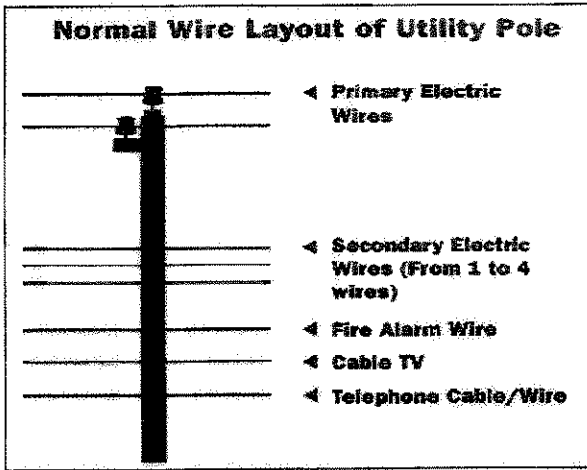 Normal Wire Layout of Utility Pole
Primary Electric
Wires
Secondary Electric
Wires (From 1 to 4
wires)
Fire Alarm Wire
Cable TV
Telephone Cable/Wire